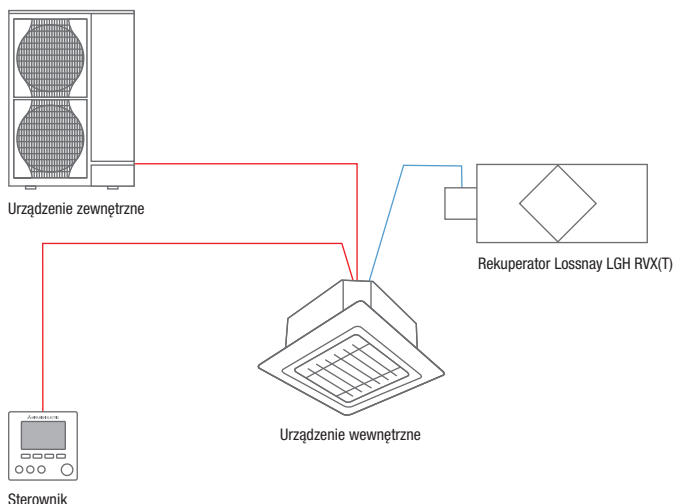 Urządzenie zewnętrzne
Rekuperator Lossnay LGH RVX(T)
Urządzenie wewnętrzne
Sterownik